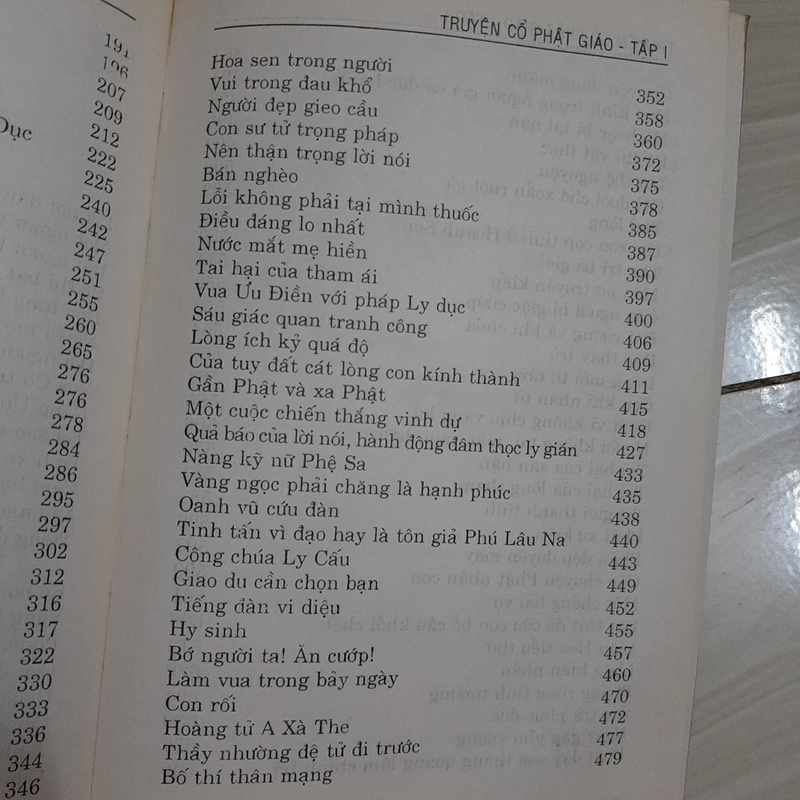 191
196
207
209
Dục 212
222
225
240
242
247
251
255
260
265
276
276
278
284
286
295
297
302
312
316
317
322
330
333
336
344
346
TRUYỆN CỔ PHẬT GIÁO - TẬP I
Hoa sen trong người 352
Vui trong đau khổ 358
Người đẹp gieo cầu 360
Con sư tử trọng pháp 372
Nên thận trọng lời nói 375
Bán nghèo 378
Lỗi không phải tại mình thuốc 385
Điều đáng lo nhất 387
Nước mắt mẹ hiền 390
Tai hại của tham ái 397
Vua Ưu Điền với pháp Ly dục 400
Sáu giác quan tranh công 406
Lòng ích kỷ quá độ 409
Của tuy đất cát lòng con kính thành 411
Gần Phật và xa Phật 415
Một cuộc chiến thắng vinh dự 418
Quả báo của lời nói, hành động đâm thọc ly gián 427
Nàng kỹ nữ Phệ Sa 433
Vàng ngọc phải chăng là hạnh phúc 435
Oanh vũ cứu đàn 438
Tinh tấn vì đạo hay là tôn giả Phú Lâu Na 440
Công chúa Ly Cấu 443
Giao du cần chọn bạn 449
Tiếng đàn vi diệu 452
Hy sinh 455
Bớ người ta! Ăn cướp! 457
Làm vua trong bảy ngày 460
Con rối 470
Hoàng tử A Xà The 472
Thầy nhường đệ tử đi trước 477
Bố thí thân mạng 479